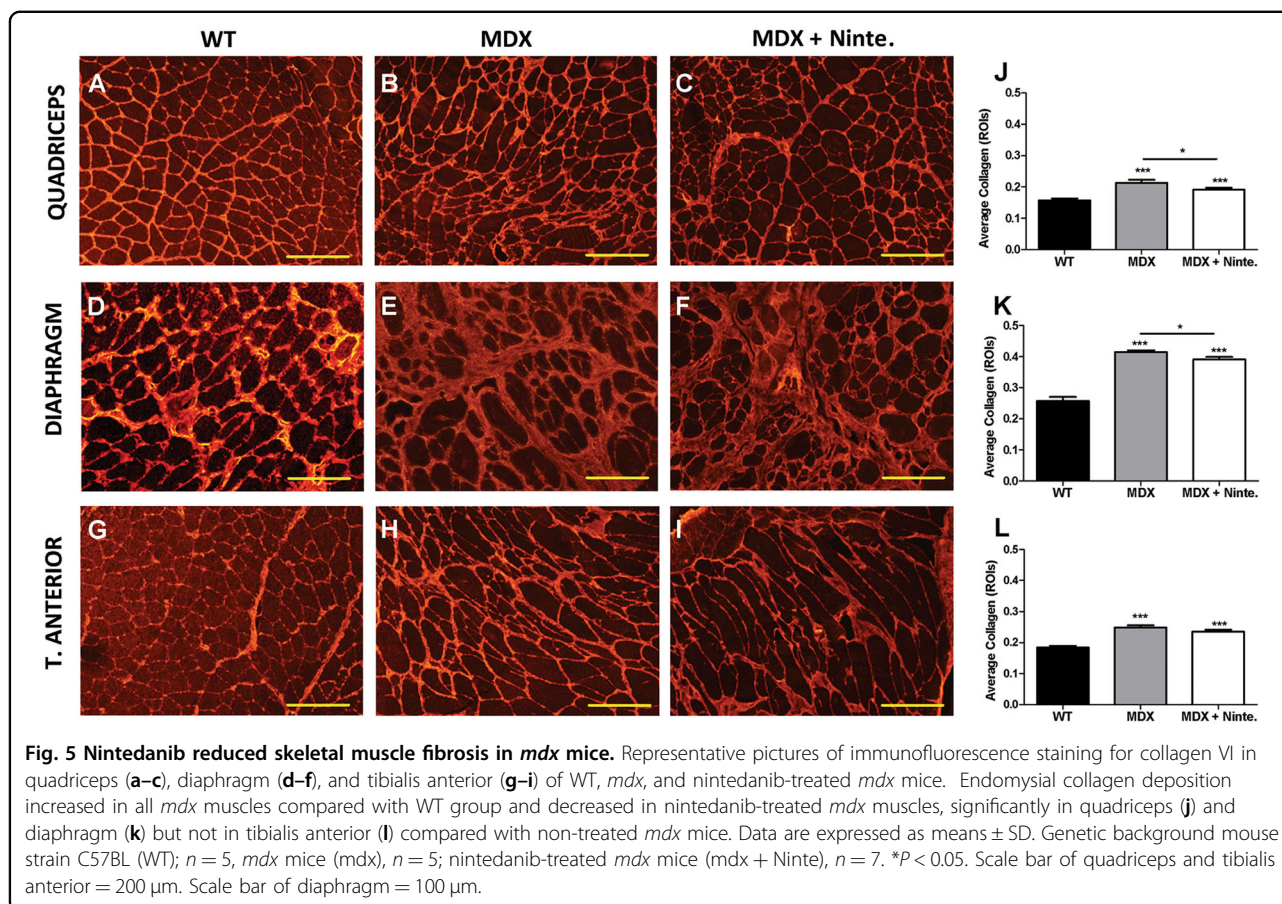 WT
MDX
MDX + Ninte.
QUADRICEPS
A
B
C
J
Average Collagen (ROIs)
0.5
0.4
0.3
0.2
0.1
0.0
*
***
***
WT
MDX
MDX + Ninte.
DIAPHRAGM
D
E
F
K
Average Collagen (ROIs)
0.5
0.4
0.3
0.2
0.1
0.0
*
***
***
WT
MDX
MDX + Ninte.
T. ANTERIOR
G
H
I
L
Average Collagen (ROIs)
0.5
0.4
0.3
0.2
0.1
0.0
***
***
WT
MDX
MDX + Ninte.
Fig. 5 Nintedanib reduced skeletal muscle fibrosis in mdx mice. Representative pictures of immunofluorescence staining for collagen VI in
quadriceps (a–c), diaphragm (d–f), and tibialis anterior (g–i) of WT, mdx, and nintedanib-treated mdx mice. Endomysial collagen deposition
increased in all mdx muscles compared with WT group and decreased in nintedanib-treated mdx muscles, significantly in quadriceps (j) and
diaphragm (k) but not in tibialis anterior (l) compared with non-treated mdx mice. Data are expressed as means ± SD. Genetic background mouse
strain C57BL (WT); n = 5, mdx mice (mdx), n = 5; nintedanib-treated mdx mice (mdx + Ninte), n = 7. *P < 0.05. Scale bar of quadriceps and tibialis
anterior = 200 µm. Scale bar of diaphragm = 100 µm.